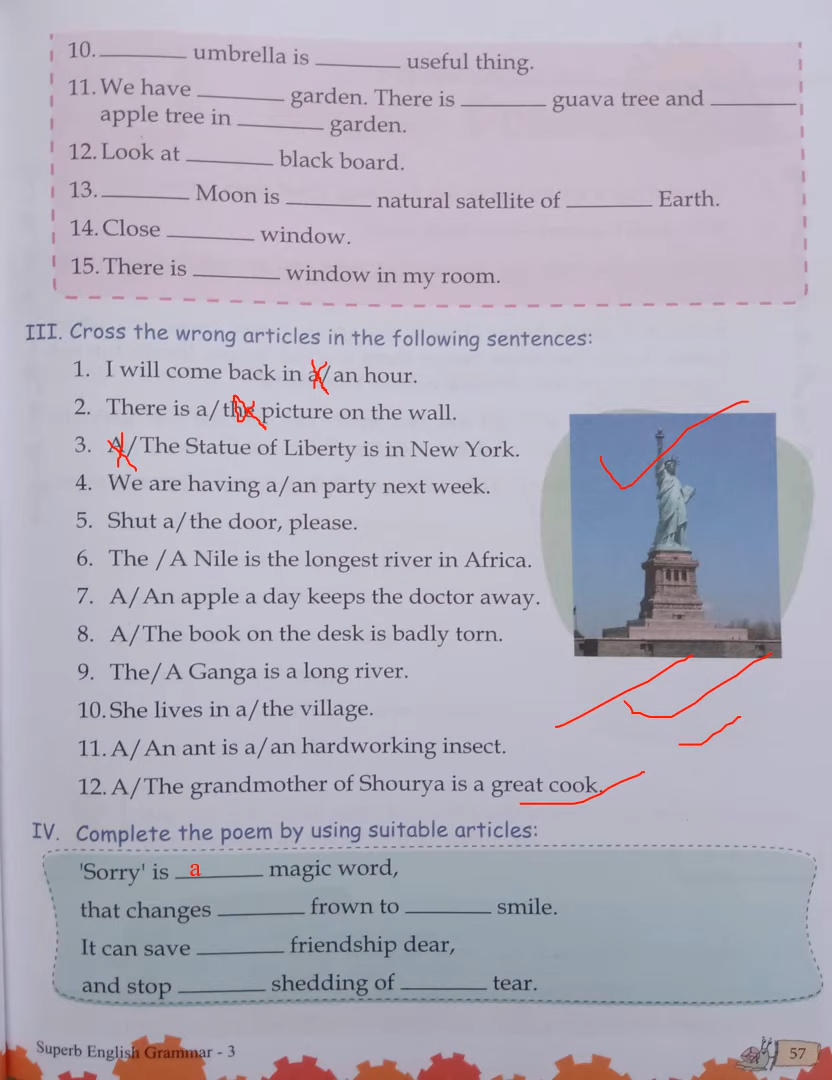 10. ________ umbrella is ________ useful thing.
11. We have ________ garden. There is ________ guava tree and ________
apple tree in ________ garden.
12. Look at ________ black board.
13. ________ Moon is ________ natural satellite of ________ Earth.
14. Close ________ window.
15. There is ________ window in my room.
III. Cross the wrong articles in the following sentences:
1. I will come back in a/an hour.
2. There is a/the picture on the wall.
3. A/The Statue of Liberty is in New York.
4. We are having a/an party next week.
5. Shut a/the door, please.
6. The /A Nile is the longest river in Africa.
7. A/An apple a day keeps the doctor away.
8. A/The book on the desk is badly torn.
9. The/A Ganga is a long river.
10. She lives in a/the village.
11. A/An ant is a/an hardworking insect.
12. A/The grandmother of Shourya is a great cook.
IV. Complete the poem by using suitable articles:
'Sorry' is a magic word,
that changes ________ frown to ________ smile.
It can save ________ friendship dear,
and stop ________ shedding of ________ tear.
Superb English Grammar - 3
57